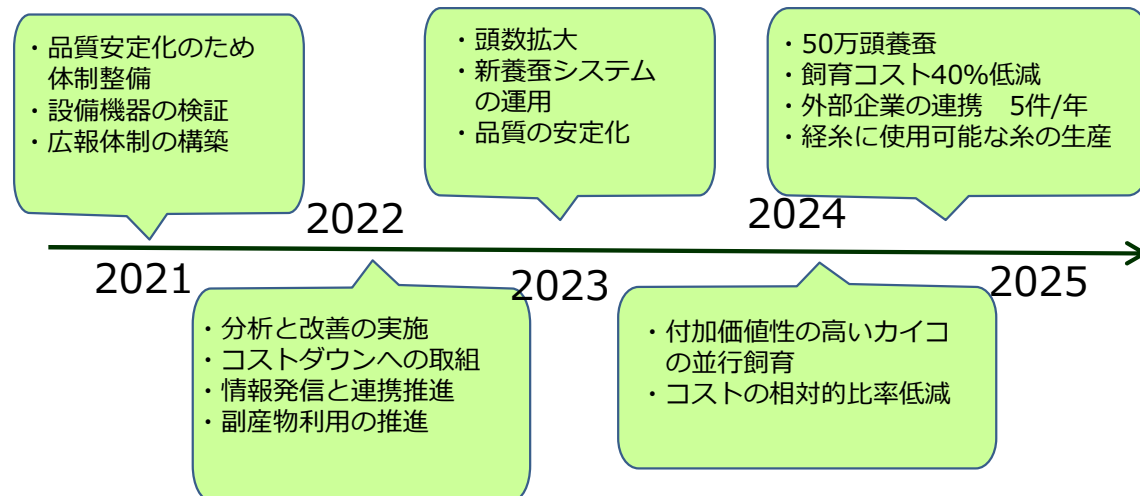 ・品質安定化のため
体制整備
・設備機器の検証
・広報体制の構築
・頭数拡大
・新養蚕システム
の運用
・品質の安定化
・50万頭養蚕
・飼育コスト40%低減
・外部企業の連携　5件/年
・経糸に使用可能な糸の生産
2022
2024
2021
2023
2025
・分析と改善の実施
・コストダウンへの取組
・情報発信と連携推進
・副産物利用の推進
・付加価値性の高いカイコ
の並行飼育
・コストの相対的比率低減